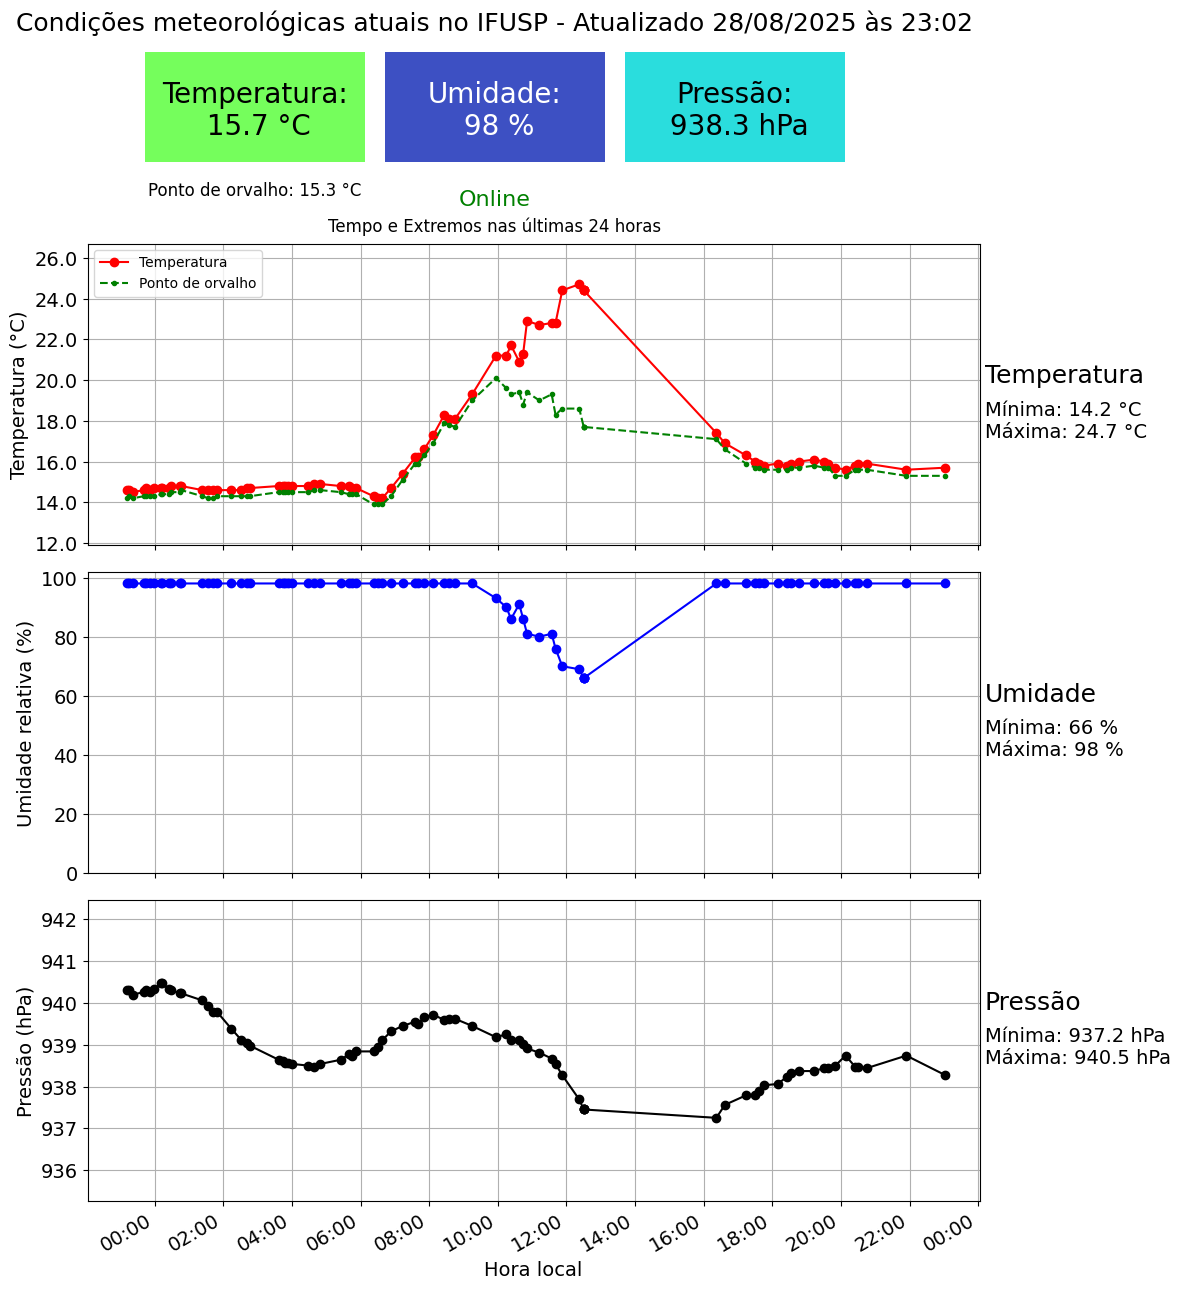 Condições meteorológicas atuais no IFUSP - Atualizado 28/08/2025 às 23:02
Temperatura:
15.7 °C
Umidade:
98 %
Pressão:
938.3 hPa
Ponto de orvalho: 15.3 °C
Online
Tempo e Extremos nas últimas 24 horas
Temperatura
Ponto de orvalho
Temperatura (°C)
26.0
24.0
22.0
20.0
18.0
16.0
14.0
12.0
Temperatura
Mínima: 14.2 °C
Máxima: 24.7 °C
Umidade relativa (%)
100
80
60
40
20
0
Umidade
Mínima: 66 %
Máxima: 98 %
Pressão (hPa)
942
941
940
939
938
937
936
Pressão
Mínima: 937.2 hPa
Máxima: 940.5 hPa
00:00 02:00 04:00 06:00 08:00 10:00 12:00 14:00 16:00 18:00 20:00 22:00 00:00
Hora local